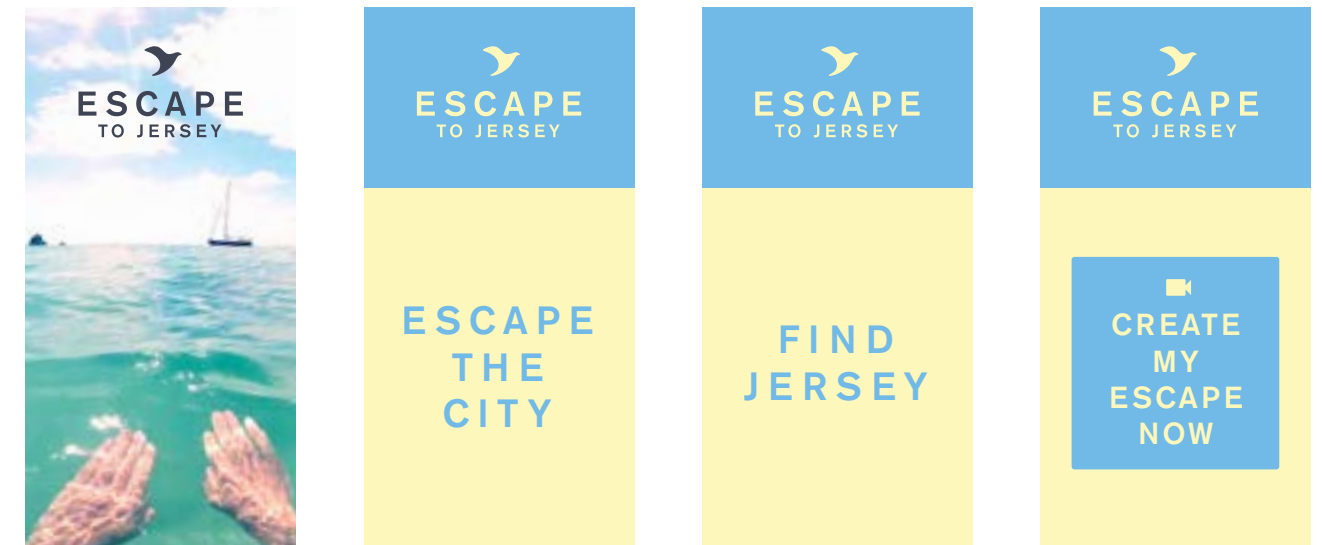 ESCAPE
TO JERSEY
ESCAPE
TO JERSEY
ESCAPE
THE
CITY
ESCAPE
TO JERSEY
FIND
JERSEY
ESCAPE
TO JERSEY
CREATE
MY
ESCAPE
NOW